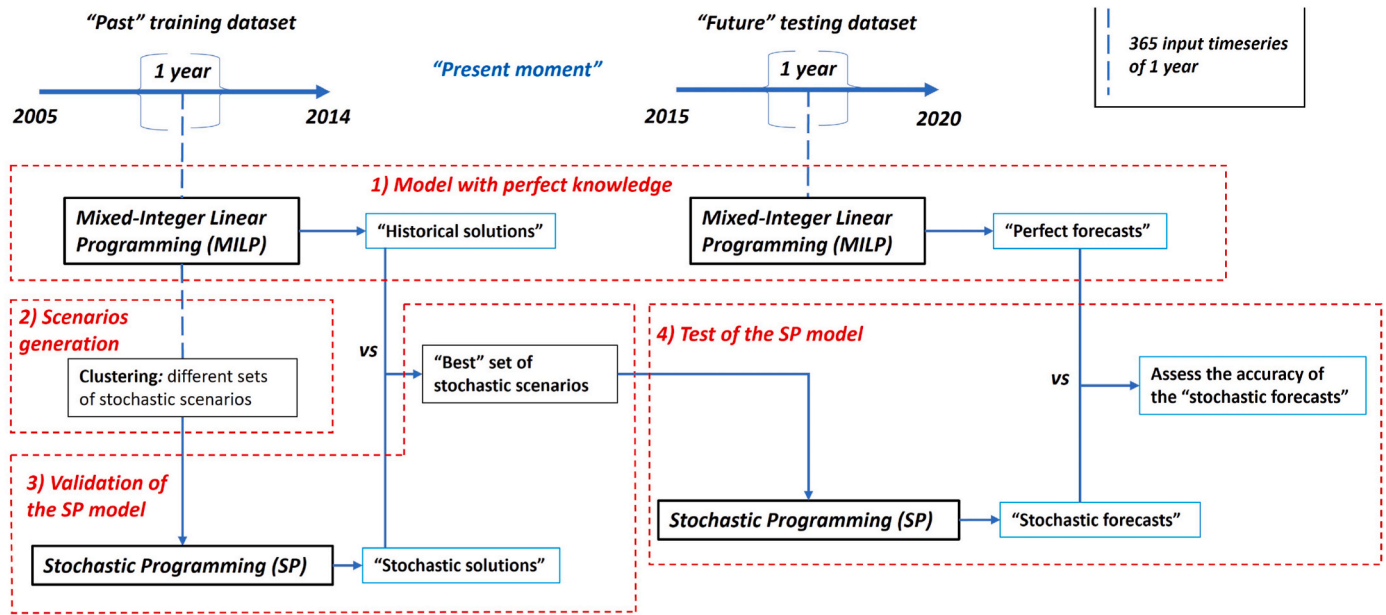 “Past” training dataset
1 year
2005
2014
“Present moment”
“Future” testing dataset
1 year
2015
2020
365 input timeseries
of 1 year
1) Model with perfect knowledge
Mixed-Integer Linear
Programming (MILP)
“Historical solutions”
Mixed-Integer Linear
Programming (MILP)
“Perfect forecasts”
2) Scenarios
generation
Clustering: different sets
of stochastic scenarios
vs
“Best” set of
stochastic scenarios
3) Validation of
the SP model
Stochastic Programming (SP)
“Stochastic solutions”
4) Test of the SP model
vs
Assess the accuracy of
the “stochastic forecasts”
Stochastic Programming (SP)
“Stochastic forecasts”